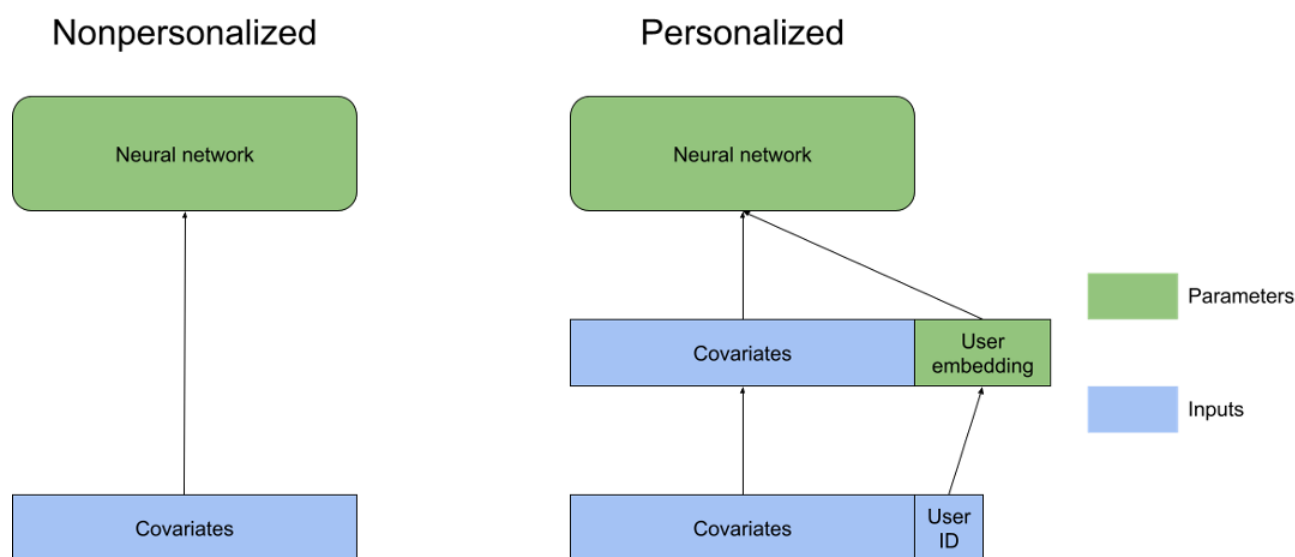 Nonpersonalized
Personalized
Neural network
Neural network
Parameters
Covariates
User
embedding
Inputs
Covariates
Covariates
User
ID